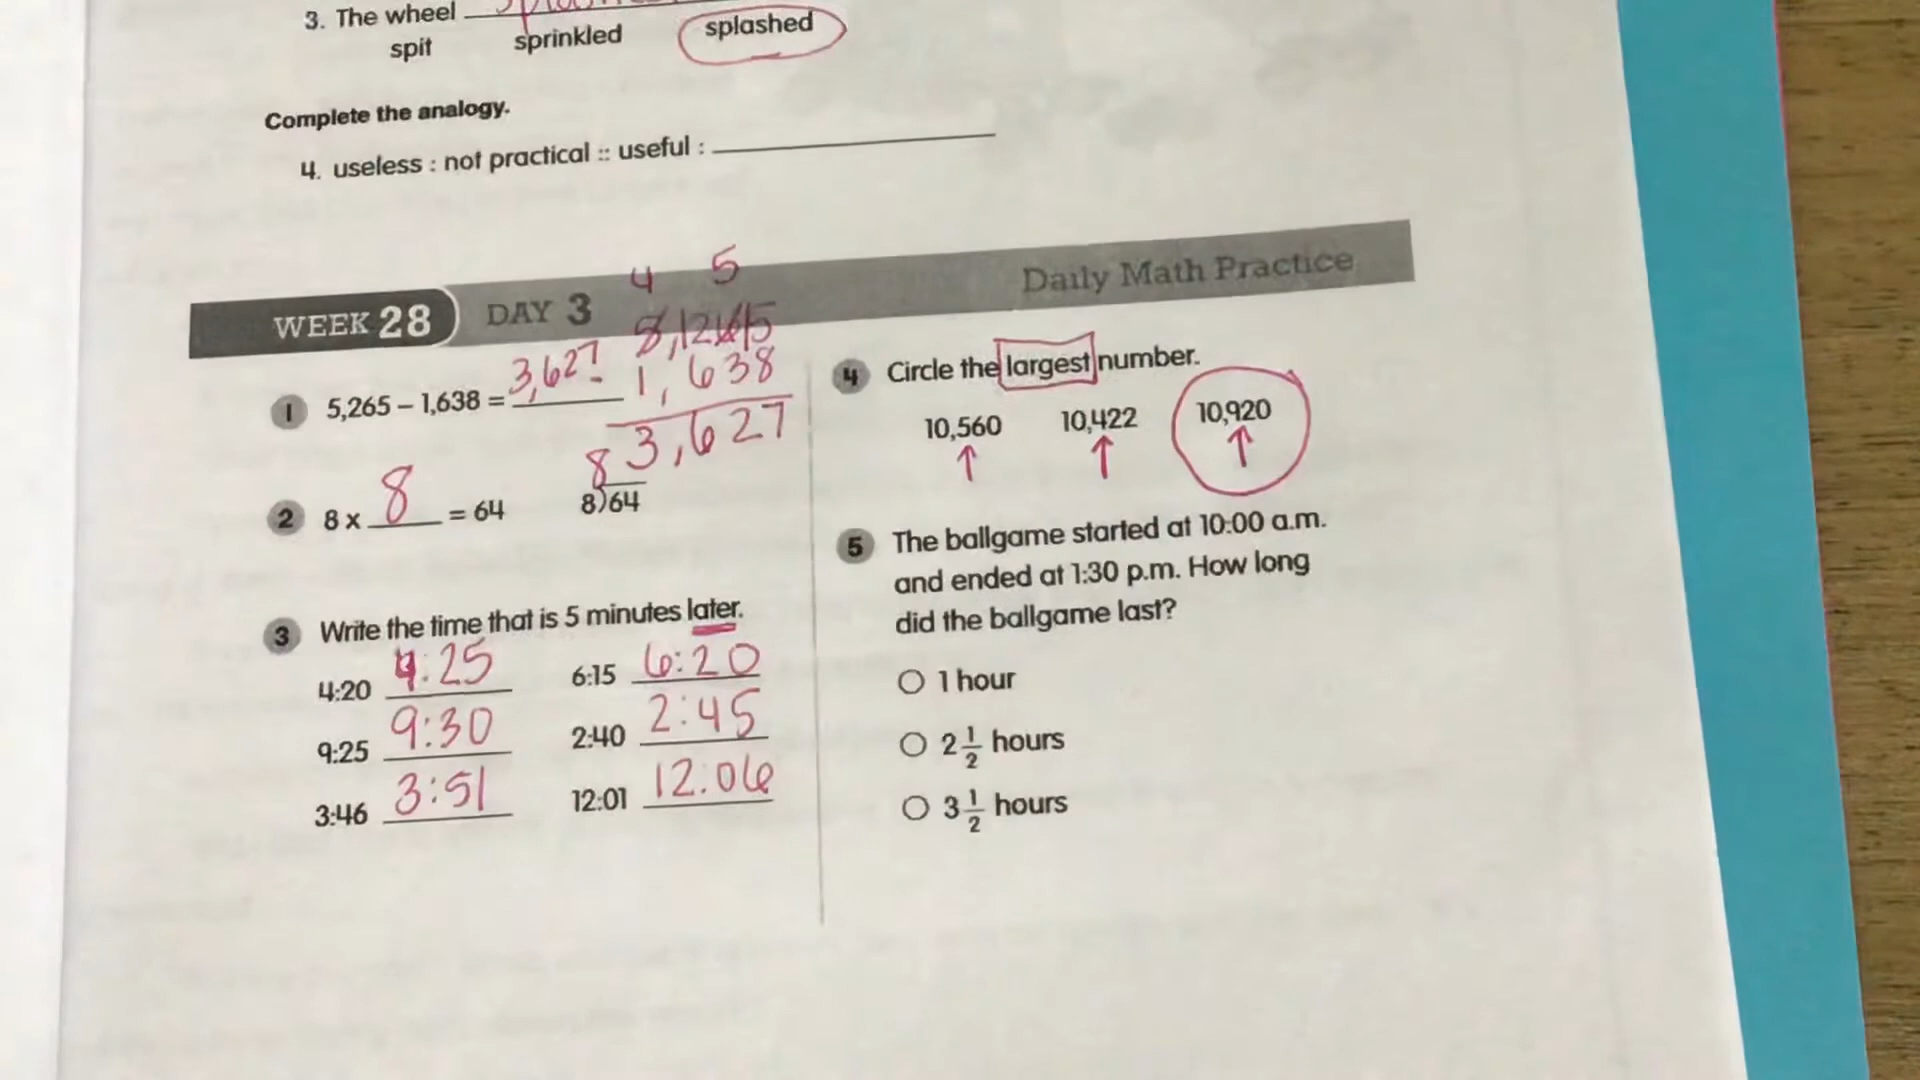 3. The wheel
spit sprinkled splashed
Complete the analogy.
4. useless : not practical :: useful :
WEEK 28 DAY 3 Daily Math Practice
4 5
5,12615
1,638
3,627
1 5,265 – 1,638 = 3,627
2 8 x 8 = 64
8
8)64
3 Write the time that is 5 minutes later.
4:20 4:25 6:15 6:20
9:25 9:30 2:40 2:45
3:46 3:51 12:01 12:06
4 Circle the largest number.
10,560 10,422 10,920
5 The ballgame started at 10:00 a.m.
and ended at 1:30 p.m. How long
did the ballgame last?
1 hour
2 1/2 hours
3 1/2 hours